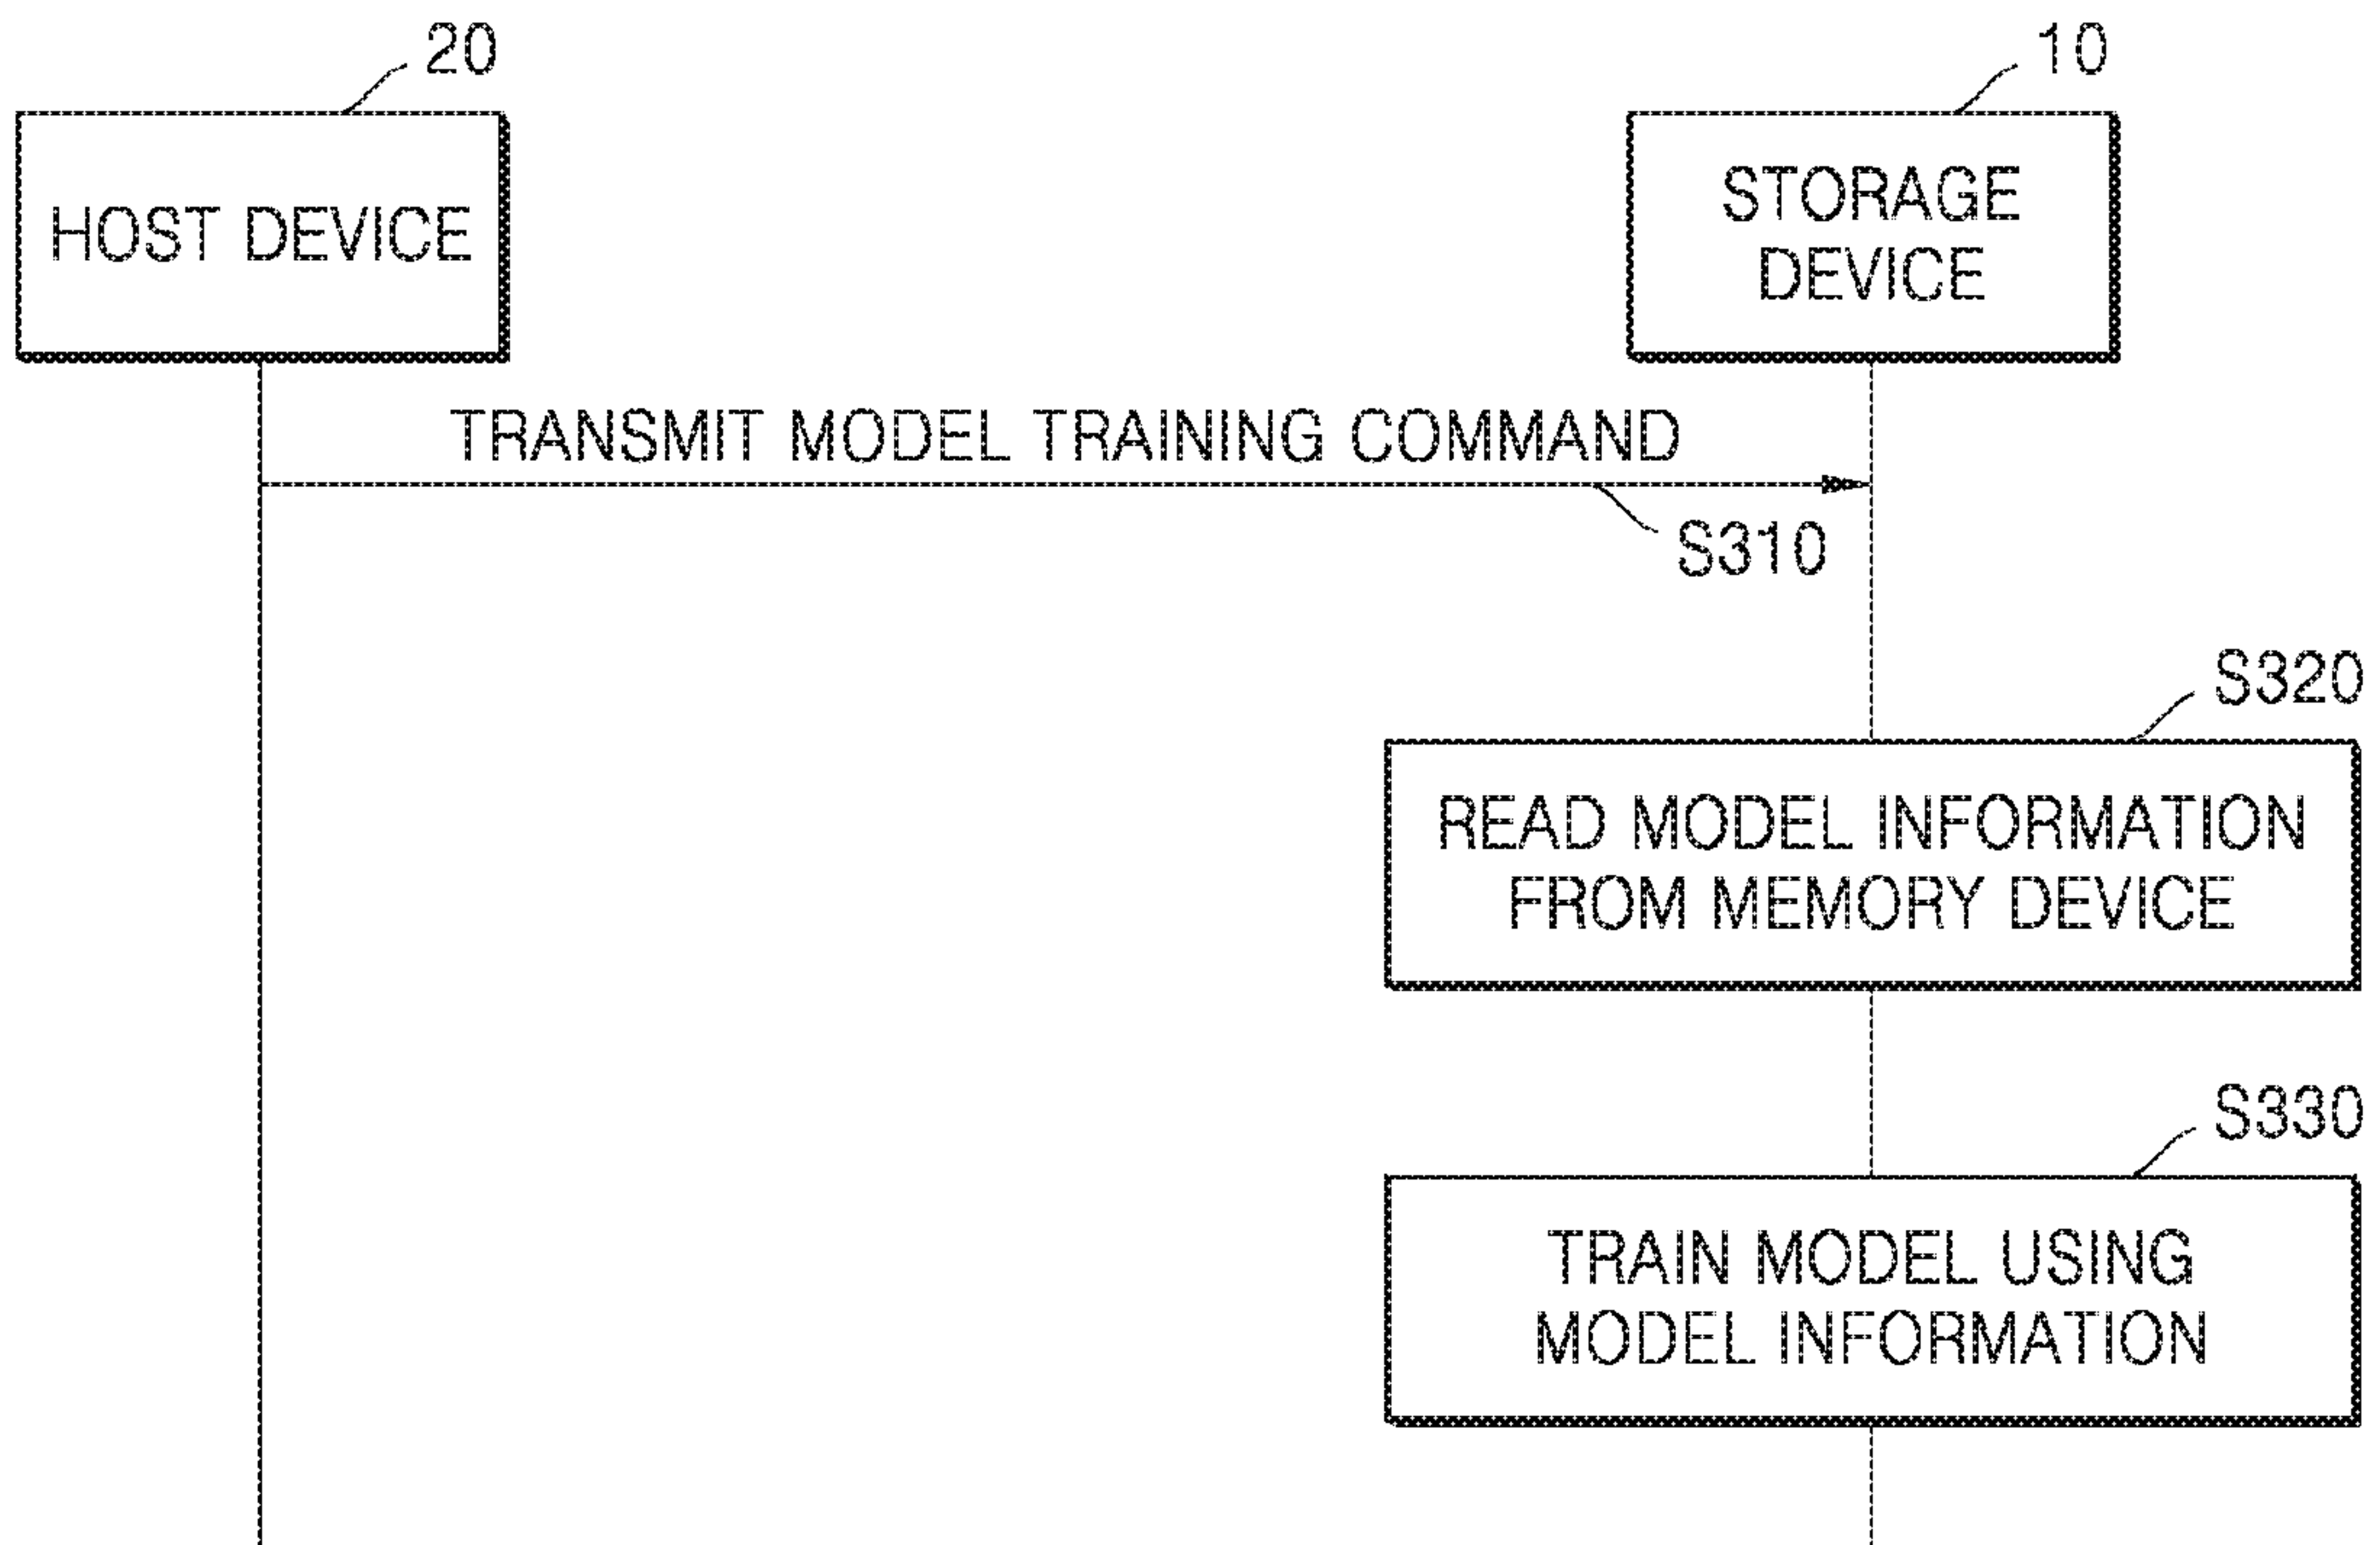 20
10
HOST DEVICE
STORAGE
DEVICE
TRANSMIT MODEL TRAINING COMMAND
S310
S320
READ MODEL INFORMATION
FROM MEMORY DEVICE
S330
TRAIN MODEL USING
MODEL INFORMATION